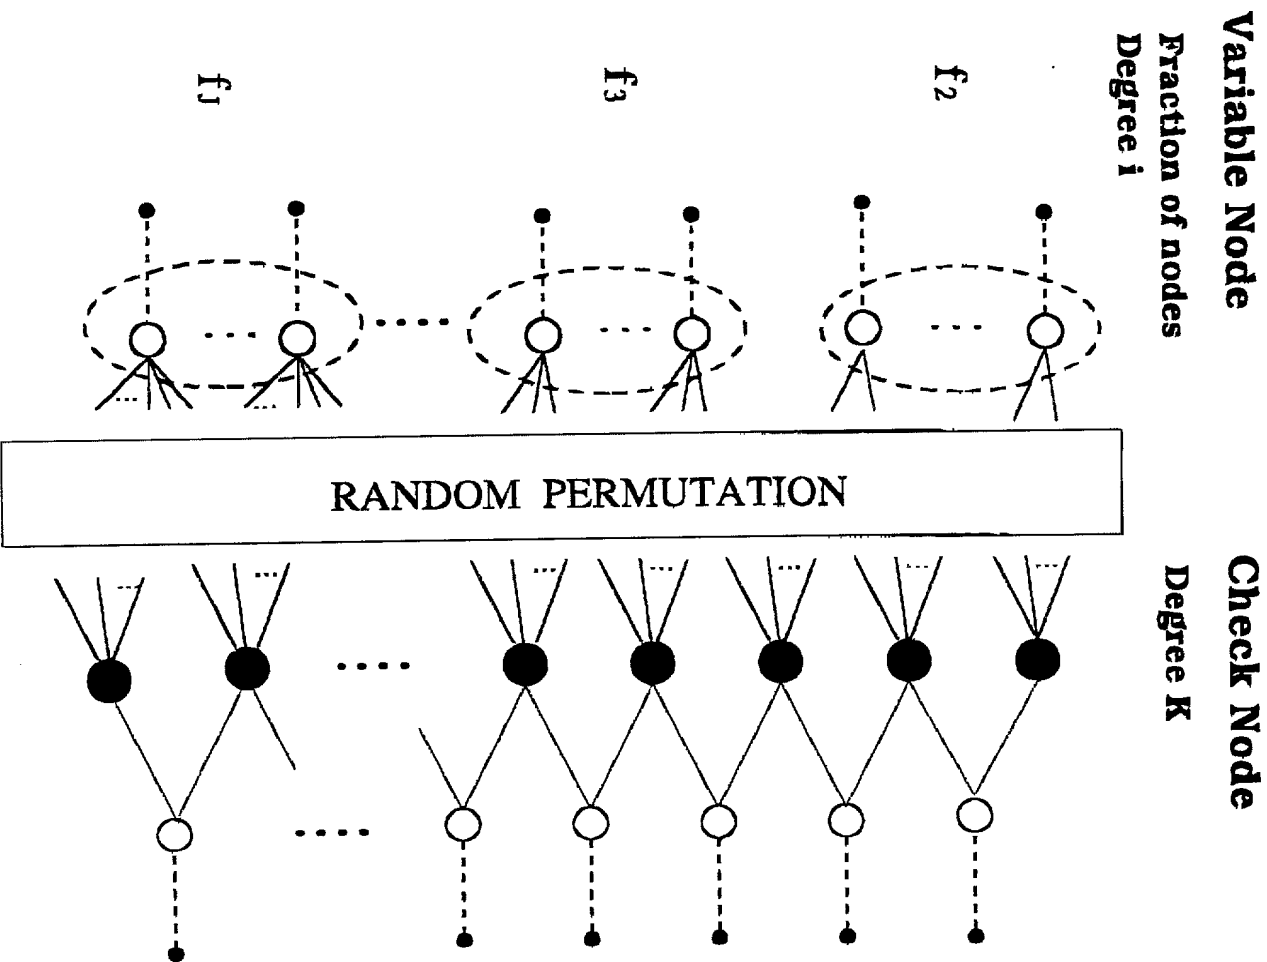 Variable Node
Fraction of nodes
Degree i
f2
f3
fJ
RANDOM PERMUTATION
Check Node
Degree K